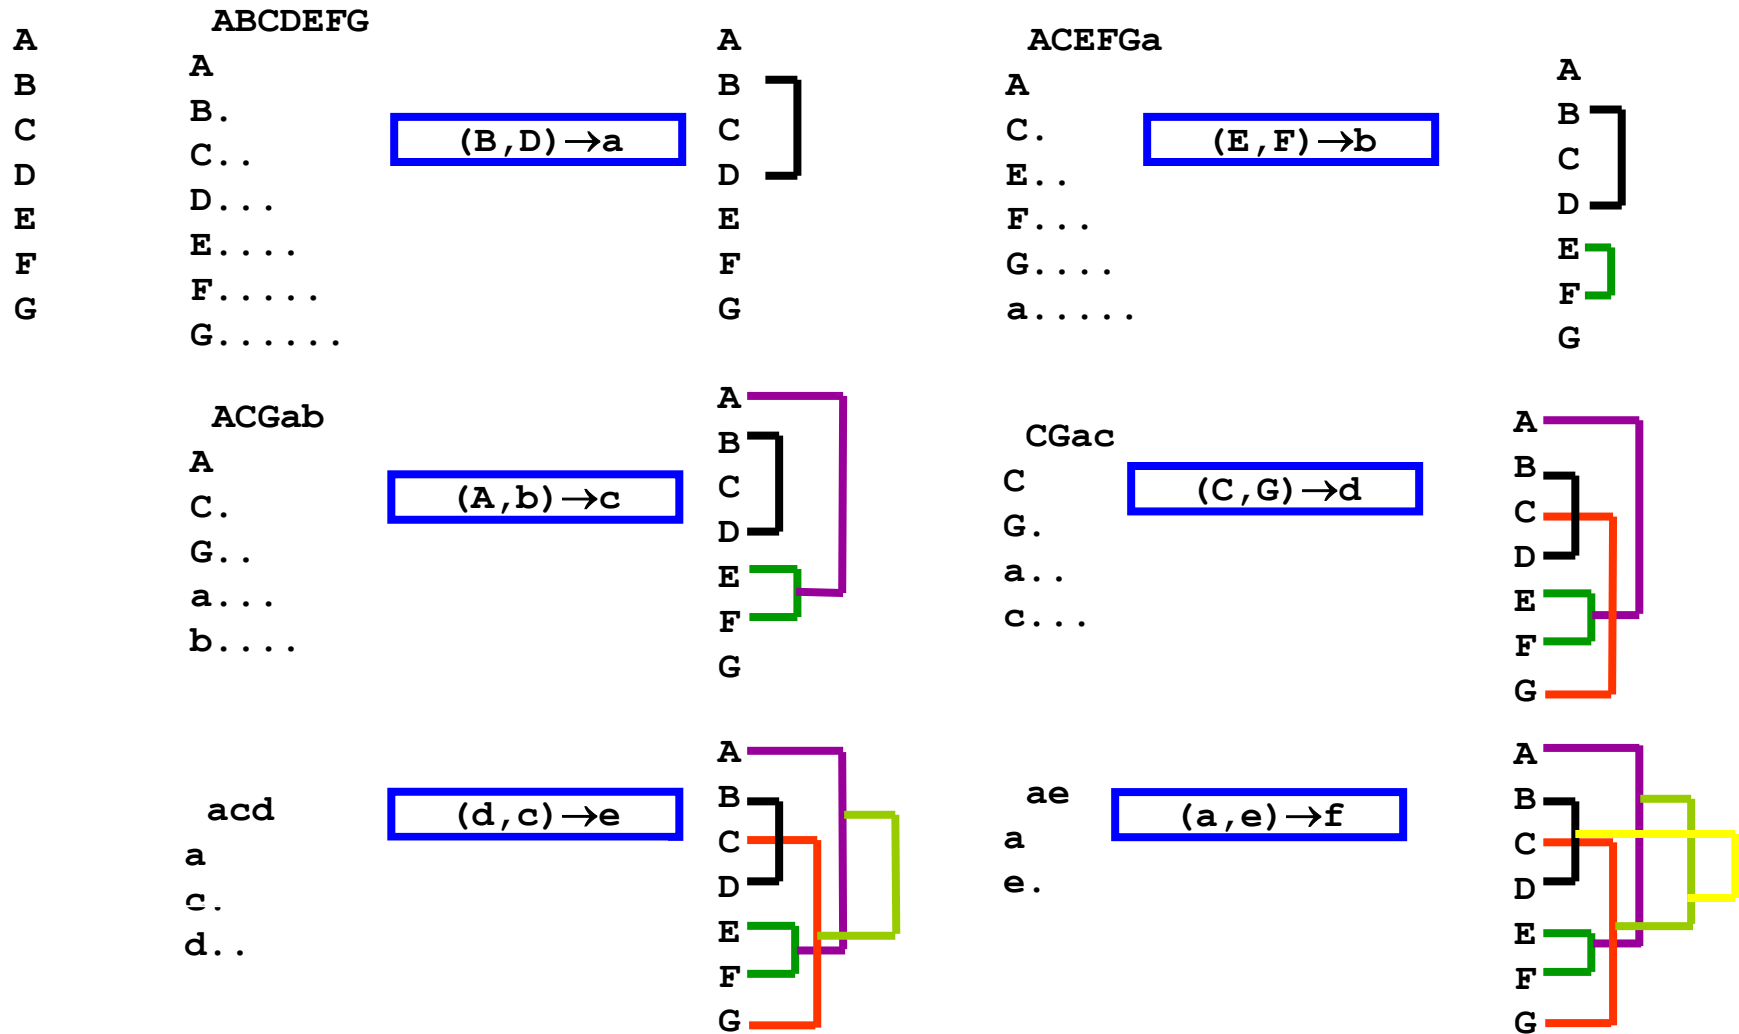 A
B
C
D
E
F
G
ABCDEFG
A
B.
C..
D...
E....
F.....
G......
(B,D)→a
A
B
C
D
E
F
G
ACEFGa
A
C.
E..
F...
G....
a.....
(E,F)→b
A
B
C
D
E
F
G
ACGab
A
C.
G..
a...
b....
(A,b)→c
A
B
C
D
E
F
G
CGac
C
G.
a..
c...
(C,G)→d
A
B
C
D
E
F
G
acd
a
c.
d..
(d,c)→e
A
B
C
D
E
F
G
ae
a
e.
(a,e)→f
A
B
C
D
E
F
G